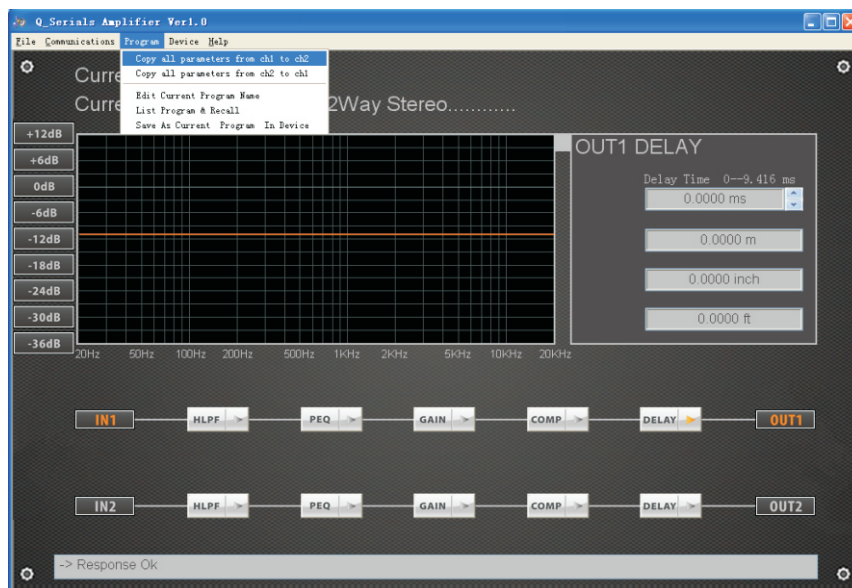 Q_Serials Amplifier Ver1.0
File Communications Program Device Help
Copy all parameters from ch1 to ch2
Copy all parameters from ch2 to ch1
Edit Current Program Name
List Program & Recall
Save As Current Program In Device
Curre
Curre 2Way Stereo............
+12dB
+6dB
0dB
-6dB
-12dB
-18dB
-24dB
-30dB
-36dB
20Hz 50Hz 100Hz 200Hz 500Hz 1KHz 2KHz 5KHz 10KHz 20KHz
OUT1 DELAY
Delay Time 0--9.416 ms
0.0000 ms
0.0000 m
0.0000 inch
0.0000 ft
IN1 HLPF PEQ GAIN COMP DELAY OUT1
IN2 HLPF PEQ GAIN COMP DELAY OUT2
-> Response Ok